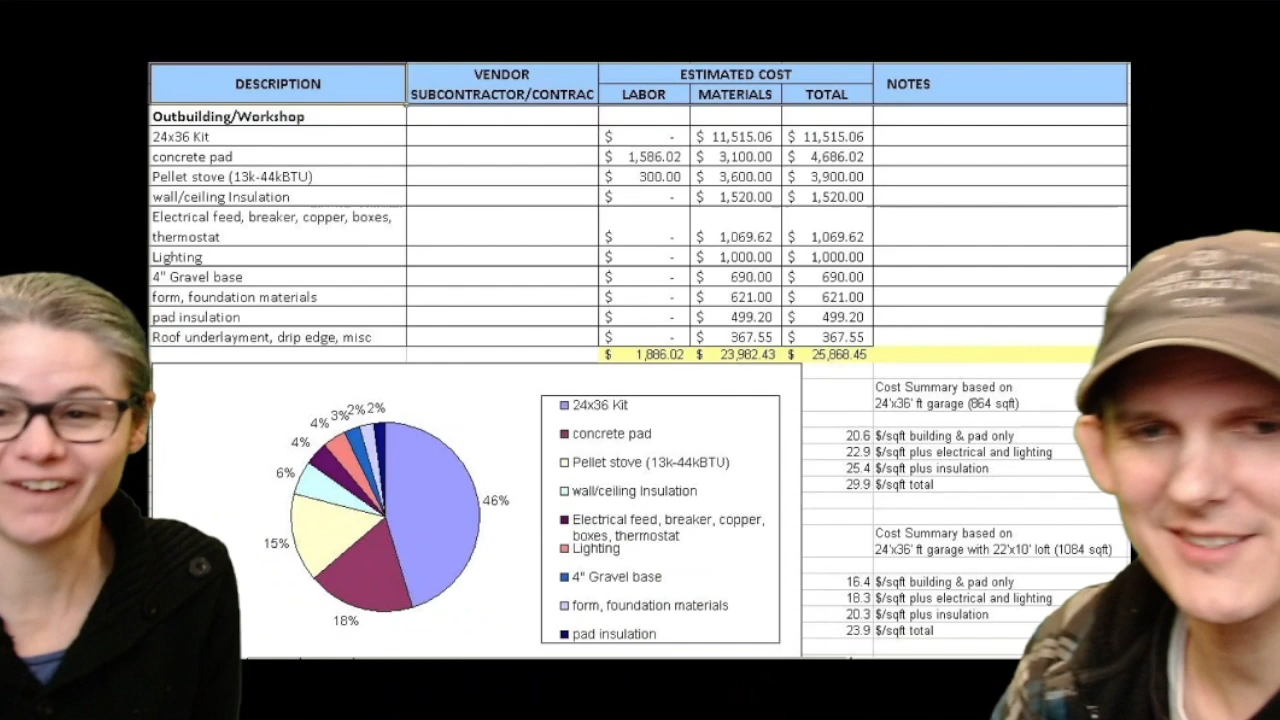 DESCRIPTION
VENDOR
SUBCONTRACTOR/CONTRAC
ESTIMATED COST
LABOR MATERIALS TOTAL
NOTES
Outbuilding/Workshop
24x36 Kit $ - $ 11,515.06 $ 11,515.06
concrete pad $ 1,586.02 $ 3,100.00 $ 4,686.02
Pellet stove (13k-44kBTU) $ 300.00 $ 3,600.00 $ 3,900.00
wall/ceiling Insulation $ - $ 1,520.00 $ 1,520.00
Electrical feed, breaker, copper, boxes,
thermostat $ - $ 1,069.62 $ 1,069.62
Lighting $ - $ 1,000.00 $ 1,000.00
4" Gravel base $ - $ 690.00 $ 690.00
form, foundation materials $ - $ 621.00 $ 621.00
pad insulation $ - $ 499.20 $ 499.20
Roof underlayment, drip edge, misc $ - $ 367.55 $ 367.55
$ 1,886.02 $ 23,982.43 $ 25,868.45
46%
18%
15%
6%
4%
4%
3%
2%
2%
24x36 Kit
concrete pad
Pellet stove (13k-44kBTU)
wall/ceiling Insulation
Electrical feed, breaker, copper,
boxes, thermostat
Lighting
4" Gravel base
form, foundation materials
pad insulation
Cost Summary based on
24'x36' ft garage (864 sqft)
20.6 $/sqft building & pad only
22.9 $/sqft plus electrical and lighting
25.4 $/sqft plus insulation
29.9 $/sqft total
Cost Summary based on
24'x36' ft garage with 22'x10' loft (1084 sqft)
16.4 $/sqft building & pad only
18.3 $/sqft plus electrical and lighting
20.3 $/sqft plus insulation
23.9 $/sqft total